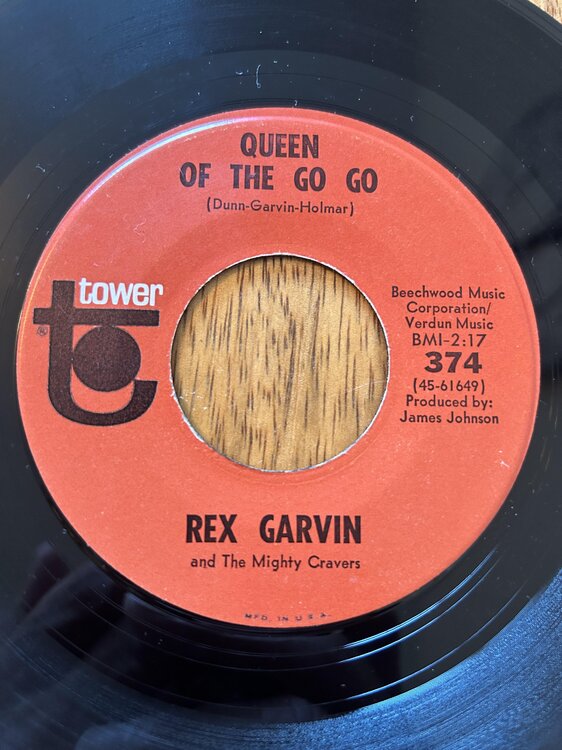 QUEEN
OF THE GO GO
(Dunn-Garvin-Holmar)
tower
®
Beechwood Music
Corporation/
Verdun Music
BMI-2:17
374
(45-61649)
Produced by:
James Johnson
REX GARVIN
and The Mighty Cravers
MFD. IN U.S.A.